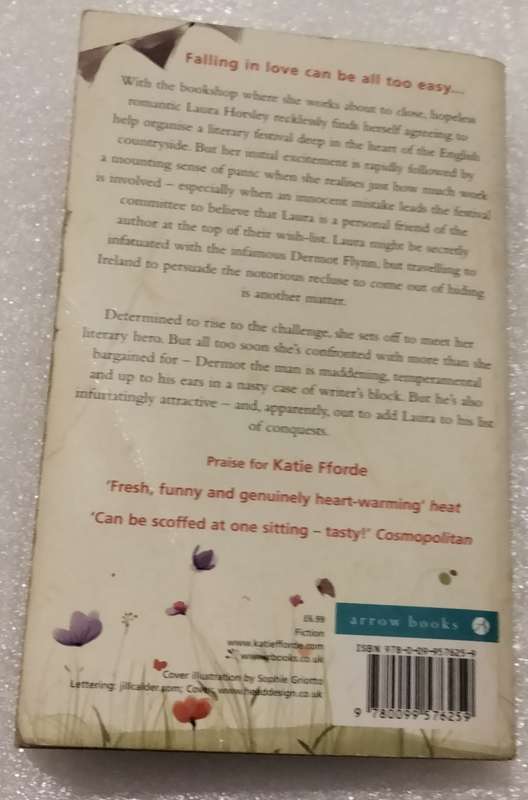 Falling in love can be all too easy...
With the bookshop where she works about to close, hopeless
romantic Laura Horsley recklessly finds herself agreeing to
help organise a literary festival deep in the heart of the English
countryside. But her initial excitement is rapidly followed by
a mounting sense of panic when she realises just how much work
is involved – especially when an innocent mistake leads the festival
committee to believe that Laura is a personal friend of the
author at the top of their wish-list. Laura might be secretly
infatuated with the infamous Dermot Flynn, but travelling to
Ireland to persuade the notorious recluse to come out of hiding
is another matter.
Determined to rise to the challenge, she sets off to meet her
literary hero. But all too soon she's confronted with more than she
bargained for – Dermot the man is maddening, temperamental
and up to his ears in a nasty case of writer's block. But he's also
infuriatingly attractive – and, apparently, out to add Laura to his list
of conquests.
Praise for Katie Fforde
'Fresh, funny and genuinely heart-warming' heat
'Can be scoffed at one sitting – tasty!' Cosmopolitan
arrow books
£6.99
Fiction
www.katiefforde.com
books.co.uk
Cover illustration by Sophie Griotto
Lettering: jillcalder.com; Cover: www.headdesign.co.uk
ISBN 978-0-09-957625-9
9 780099 576259